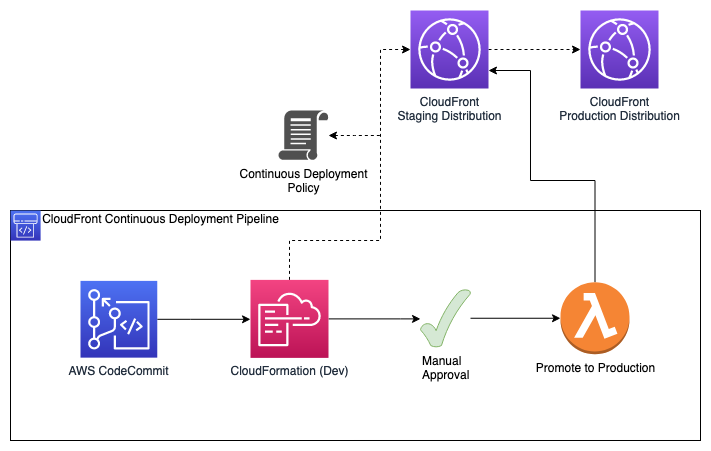 CloudFront
Staging Distribution
CloudFront
Production Distribution
Continuous Deployment
Policy
CloudFront Continuous Deployment Pipeline
AWS CodeCommit
CloudFormation (Dev)
Manual
Approval
Promote to Production